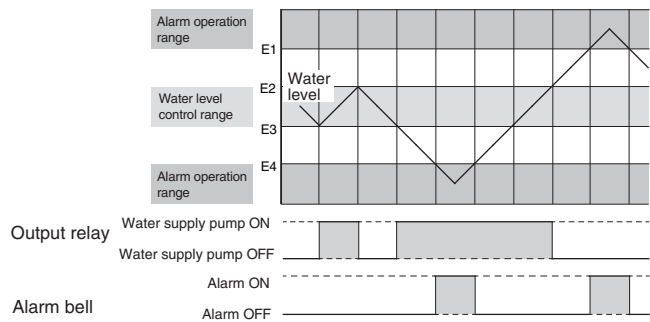 Alarm operation
range
E1
E2
Water
level
Water level
control range
E3
E4
Alarm operation
range
Output relay
Water supply pump ON
Water supply pump OFF
Alarm bell
Alarm ON
Alarm OFF